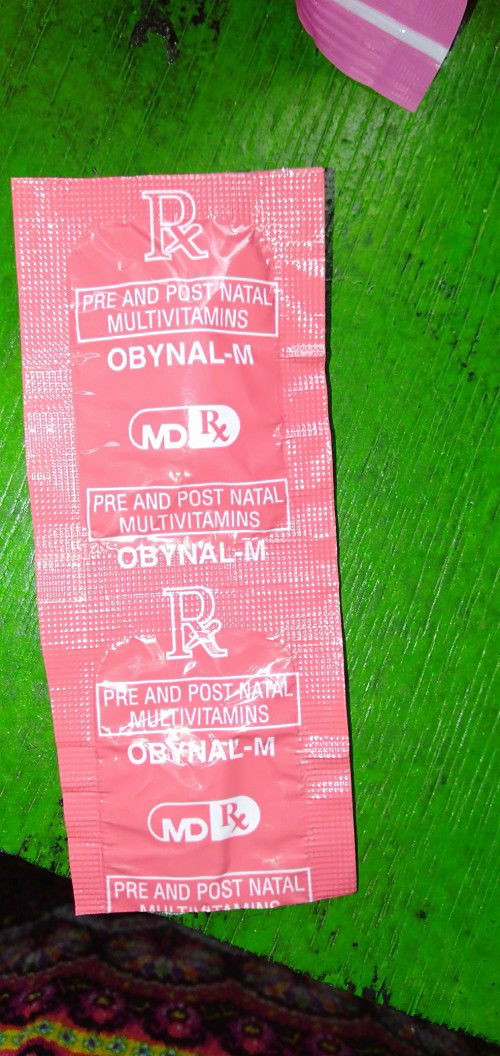 Rx
PRE AND POST NATAL
MULTIVITAMINS
OBYNAL-M
MD Rx
PRE AND POST NATAL
MULTIVITAMINS
OBYNAL-M
Rx
PRE AND POST NATAL
MULTIVITAMINS
OBYNAL-M
MD Rx
PRE AND POST NATAL
MULTIVITAMINS